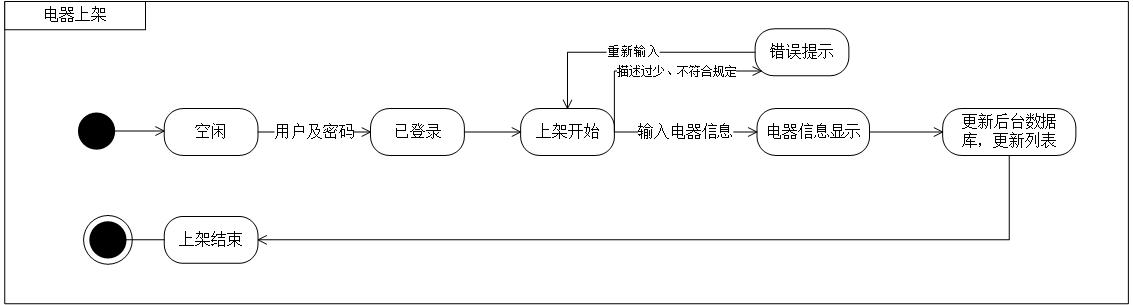 电器上架
重新输入
错误提示
描述过少、不符合规定
空闲
用户及密码
已登录
上架开始
输入电器信息
电器信息显示
更新后台数据
库，更新列表
上架结束